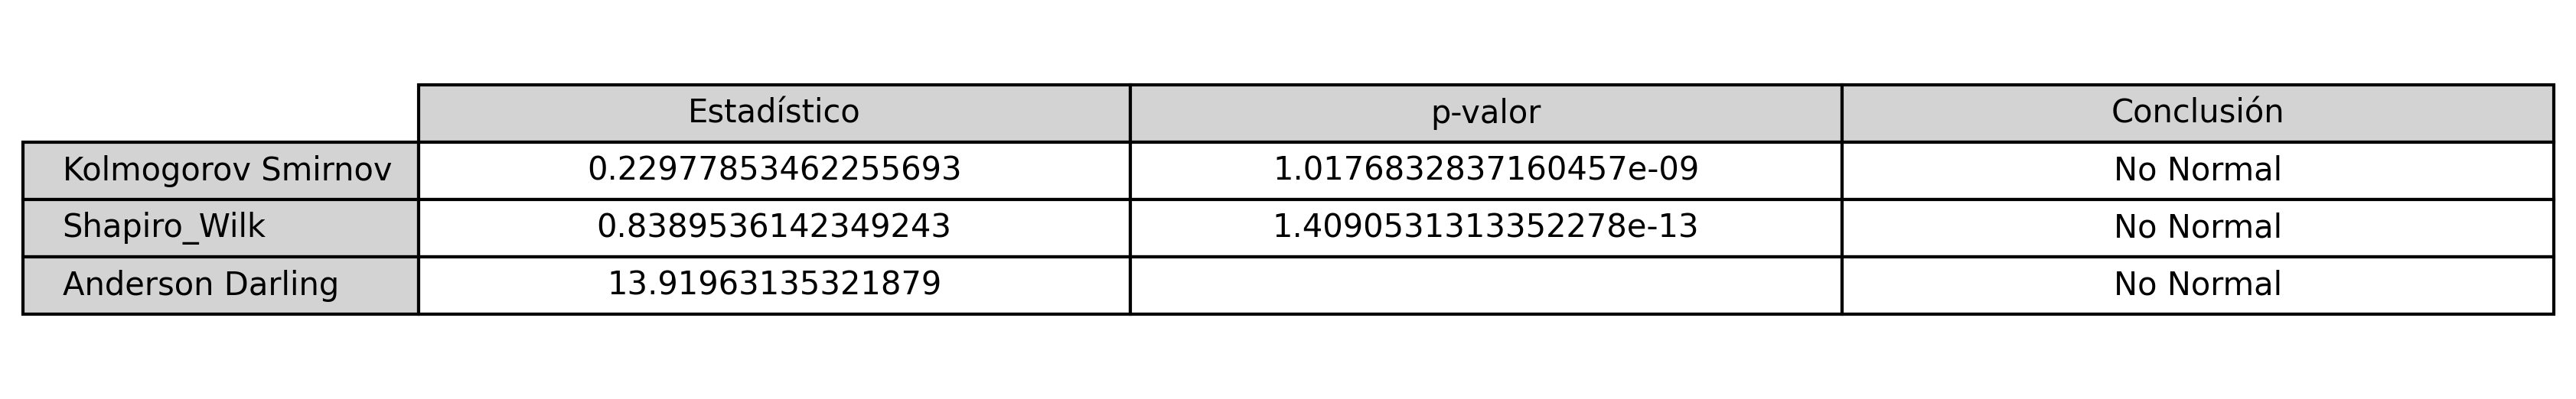 Estadístico p-valor Conclusión
Kolmogorov Smirnov 0.22977853462255693 1.0176832837160457e-09 No Normal
Shapiro_Wilk 0.8389536142349243 1.4090531313352278e-13 No Normal
Anderson Darling 13.91963135321879 No Normal